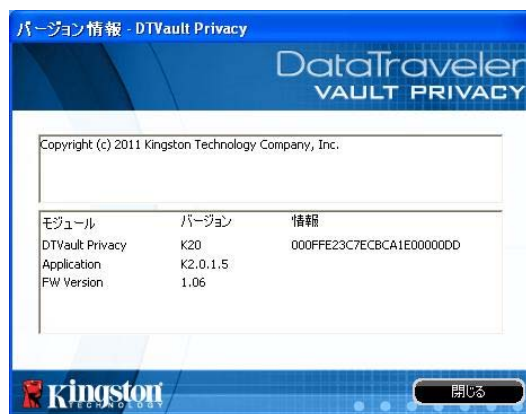 バージョン情報 - DTVault Privacy
DataTraveler
VAULT PRIVACY
Copyright (c) 2011 Kingston Technology Company, Inc.
モジュール バージョン 情報
DTVault Privacy K20 000FFE23C7ECBCA1E00000DD
Application K2.0.1.5
FW Version 1.06
Kingston
TECHNOLOGY
閉じる